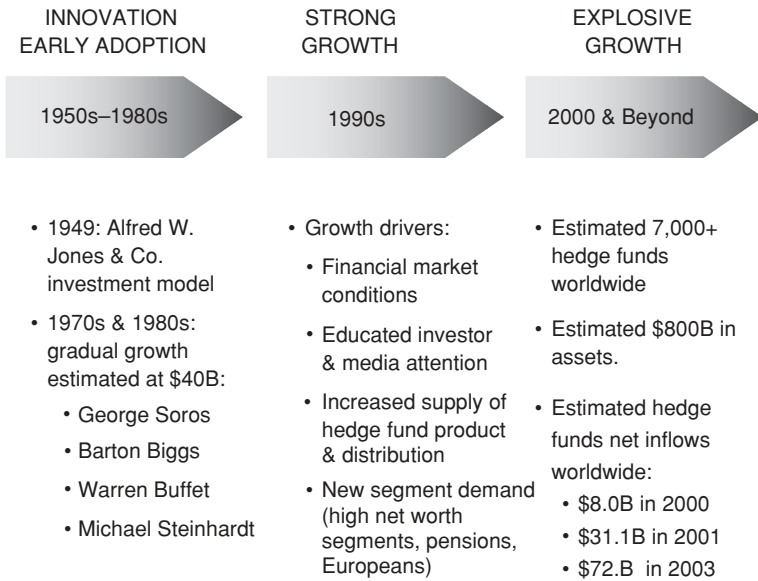 INNOVATION
EARLY ADOPTION
1950s–1980s
• 1949: Alfred W.
Jones & Co.
investment model
• 1970s & 1980s:
gradual growth
estimated at $40B:
• George Soros
• Barton Biggs
• Warren Buffet
• Michael Steinhardt
STRONG
GROWTH
1990s
• Growth drivers:
• Financial market
conditions
• Educated investor
& media attention
• Increased supply of
hedge fund product
& distribution
• New segment demand
(high net worth
segments, pensions,
Europeans)
EXPLOSIVE
GROWTH
2000 & Beyond
• Estimated 7,000+
hedge funds
worldwide
• Estimated $800B in
assets.
• Estimated hedge
funds net inflows
worldwide:
• $8.0B in 2000
• $31.1B in 2001
• $72.B in 2003